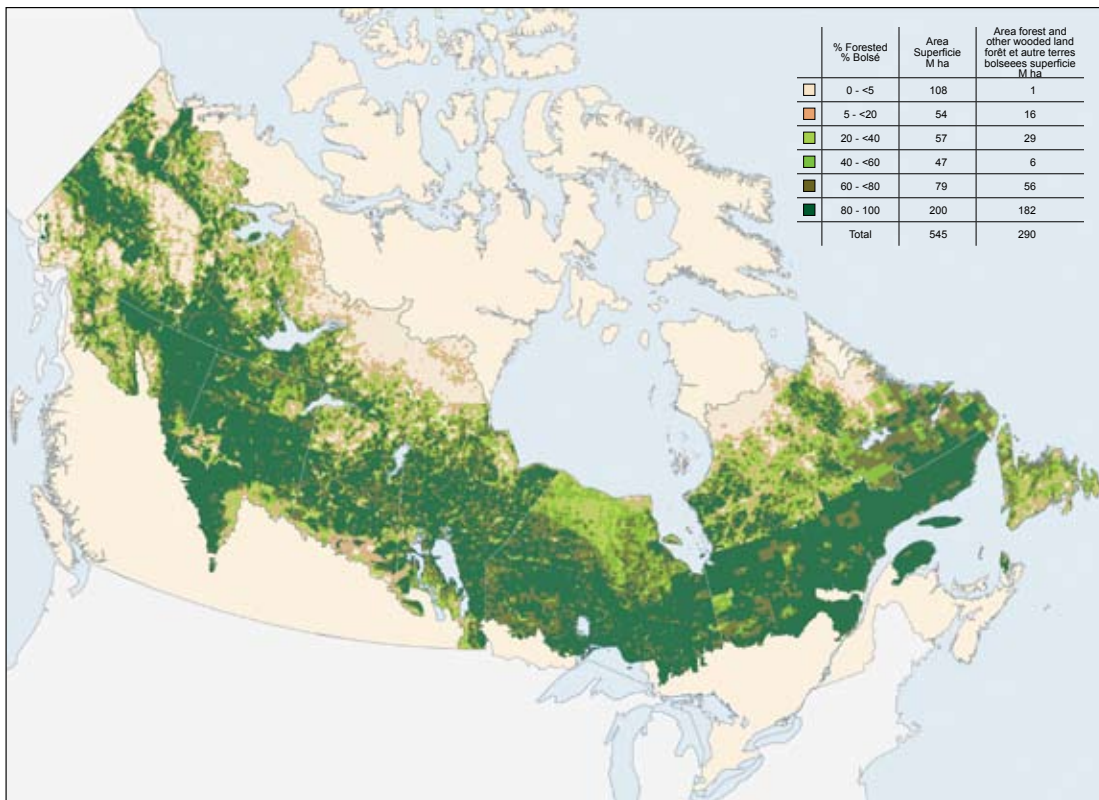 % Forested
% Bolsé
Area
Superficie
M ha
Area forest and
other wooded land
forêt et autre terres
bolseees superficie
M ha
0 - <5 108 1
5 - <20 54 16
20 - <40 57 29
40 - <60 47 6
60 - <80 79 56
80 - 100 200 182
Total 545 290